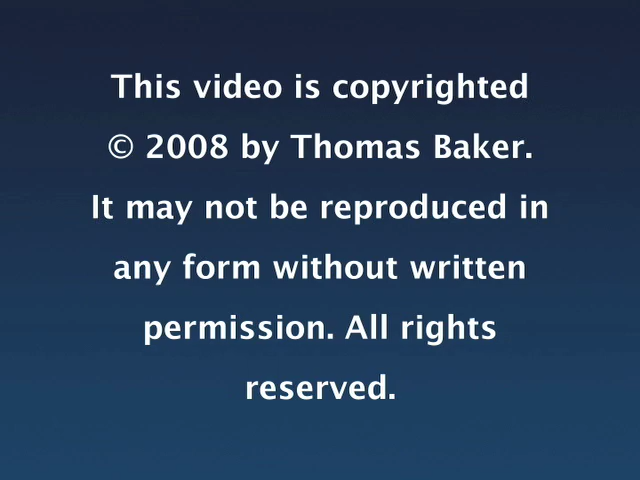 This video is copyrighted
© 2008 by Thomas Baker.
It may not be reproduced in
any form without written
permission. All rights
reserved.